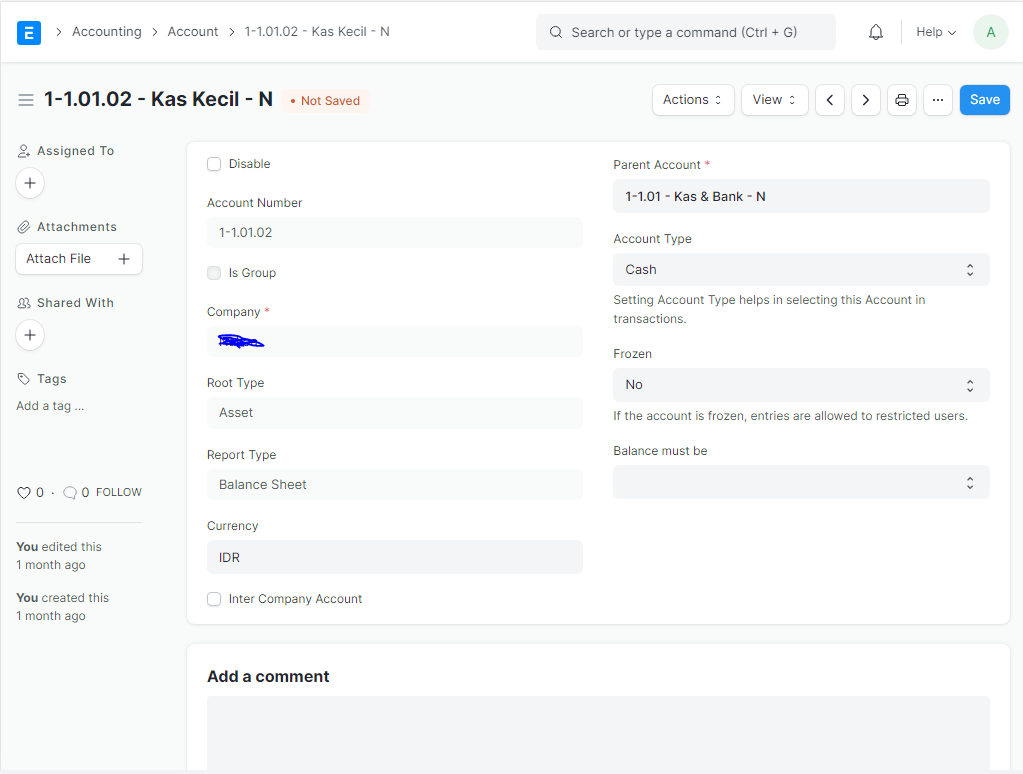 E
Accounting
Account
1-1.01.02 - Kas Kecil - N
Search or type a command (Ctrl + G)
Help
A
1-1.01.02 - Kas Kecil - N
• Not Saved
Actions
View
...
Save
Assigned To
+
Attachments
Attach File +
Shared With
+
Tags
Add a tag ...
0 · 0 FOLLOW
You edited this
1 month ago
You created this
1 month ago
Disable
Account Number
1-1.01.02
Is Group
Company *
Root Type
Asset
Report Type
Balance Sheet
Currency
IDR
Inter Company Account
Parent Account *
1-1.01 - Kas & Bank - N
Account Type
Cash
Setting Account Type helps in selecting this Account in
transactions.
Frozen
No
If the account is frozen, entries are allowed to restricted users.
Balance must be
Add a comment